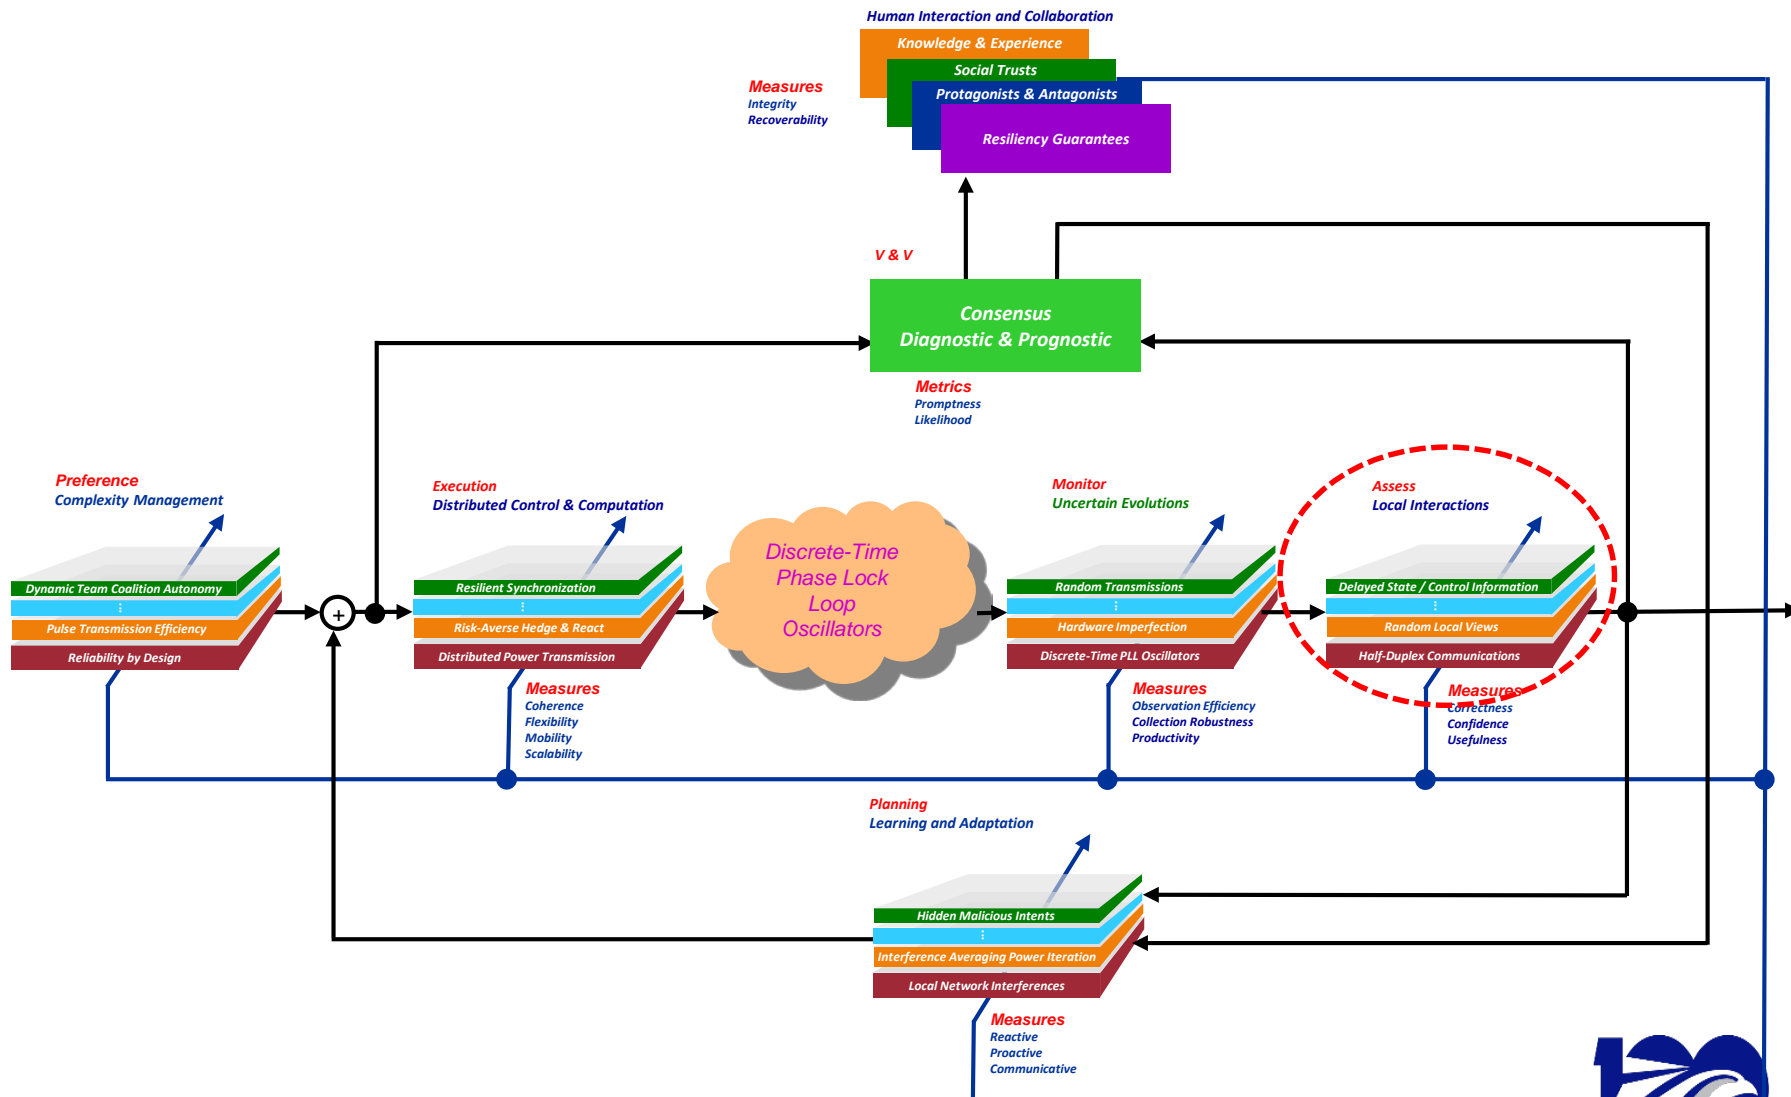 Human Interaction and Collaboration
Knowledge & Experience
Social Trusts
Protagonists & Antagonists
Resiliency Guarantees
Measures
Integrity
Recoverability
V & V
Consensus
Diagnostic & Prognostic
Metrics
Promptness
Likelihood
Preference
Complexity Management
Dynamic Team Coalition Autonomy
⋮
Pulse Transmission Efficiency
Reliability by Design
+
Execution
Distributed Control & Computation
Resilient Synchronization
⋮
Risk-Averse Hedge & React
Distributed Power Transmission
Measures
Coherence
Flexibility
Mobility
Scalability
Discrete-Time
Phase Lock
Loop
Oscillators
Monitor
Uncertain Evolutions
Random Transmissions
⋮
Hardware Imperfection
Discrete-Time PLL Oscillators
Measures
Observation Efficiency
Collection Robustness
Productivity
Assess
Local Interactions
Delayed State / Control Information
⋮
Random Local Views
Half-Duplex Communications
Measures
Correctness
Confidence
Usefulness
Planning
Learning and Adaptation
Hidden Malicious Intents
⋮
Interference Averaging Power Iteration
Local Network Interferences
Measures
Reactive
Proactive
Communicative